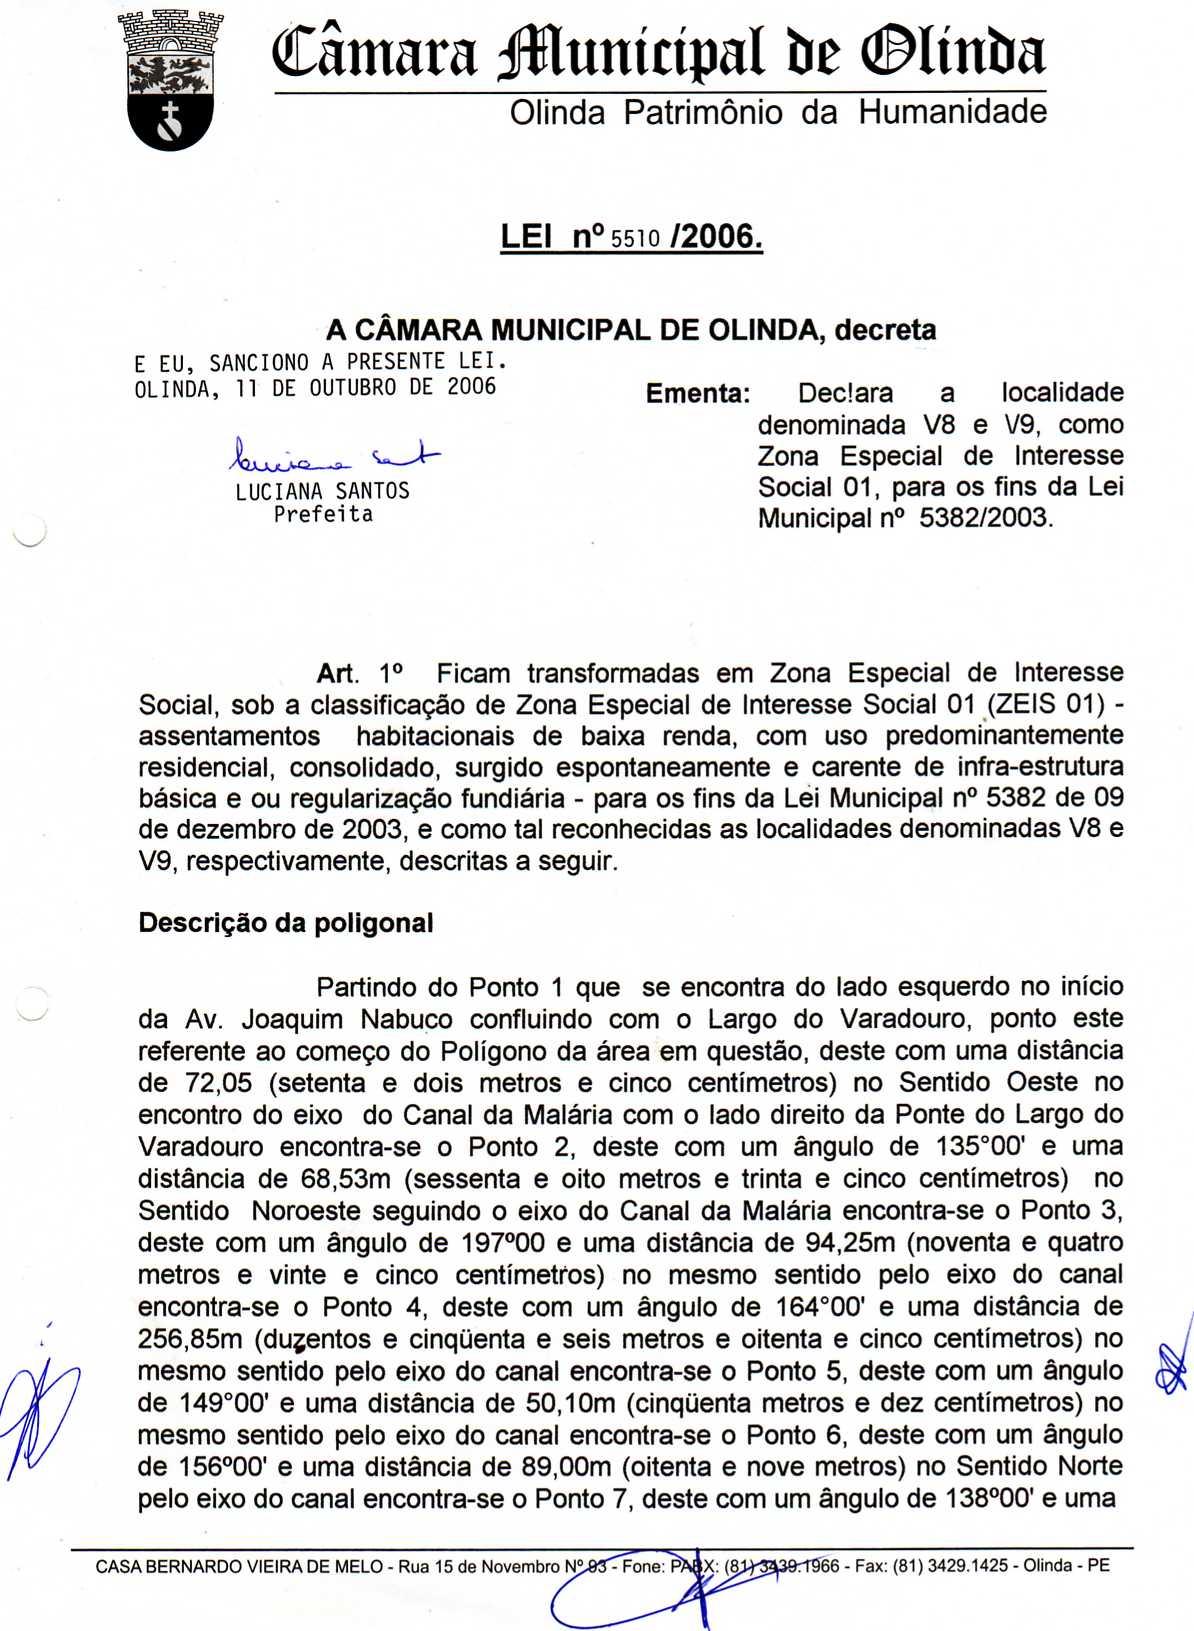 Câmara Municipal de Olinda
Olinda Patrimônio da Humanidade
LEI nº 5510 /2006.
A CÂMARA MUNICIPAL DE OLINDA, decreta
E EU, SANCIONO A PRESENTE LEI.
OLINDA, 11 DE OUTUBRO DE 2006
Luciana Sant
LUCIANA SANTOS
Prefeita
Ementa: Declara a localidade
denominada V8 e V9, como
Zona Especial de Interesse
Social 01, para os fins da Lei
Municipal nº 5382/2003.
Art. 1º Ficam transformadas em Zona Especial de Interesse
Social, sob a classificação de Zona Especial de Interesse Social 01 (ZEIS 01) -
assentamentos habitacionais de baixa renda, com uso predominantemente
residencial, consolidado, surgido espontaneamente e carente de infra-estrutura
básica e ou regularização fundiária - para os fins da Lei Municipal nº 5382 de 09
de dezembro de 2003, e como tal reconhecidas as localidades denominadas V8 e
V9, respectivamente, descritas a seguir.
Descrição da poligonal
Partindo do Ponto 1 que se encontra do lado esquerdo no início
da Av. Joaquim Nabuco confluindo com o Largo do Varadouro, ponto este
referente ao começo do Polígono da área em questão, deste com uma distância
de 72,05 (setenta e dois metros e cinco centímetros) no Sentido Oeste no
encontro do eixo do Canal da Malária com o lado direito da Ponte do Largo do
Varadouro encontra-se o Ponto 2, deste com um ângulo de 135°00' e uma
distância de 68,53m (sessenta e oito metros e trinta e cinco centímetros) no
Sentido Noroeste seguindo o eixo do Canal da Malária encontra-se o Ponto 3,
deste com um ângulo de 197º00 e uma distância de 94,25m (noventa e quatro
metros e vinte e cinco centímetros) no mesmo sentido pelo eixo do canal
encontra-se o Ponto 4, deste com um ângulo de 164°00' e uma distância de
256,85m (duzentos e cinqüenta e seis metros e oitenta e cinco centímetros) no
mesmo sentido pelo eixo do canal encontra-se o Ponto 5, deste com um ângulo
de 149°00' e uma distância de 50,10m (cinqüenta metros e dez centímetros) no
mesmo sentido pelo eixo do canal encontra-se o Ponto 6, deste com um ângulo
de 156º00' e uma distância de 89,00m (oitenta e nove metros) no Sentido Norte
pelo eixo do canal encontra-se o Ponto 7, deste com um ângulo de 138º00' e uma
CASA BERNARDO VIEIRA DE MELO - Rua 15 de Novembro Nº 93 - Fone: PABX: (81) 3439.1966 - Fax: (81) 3429.1425 - Olinda - PE